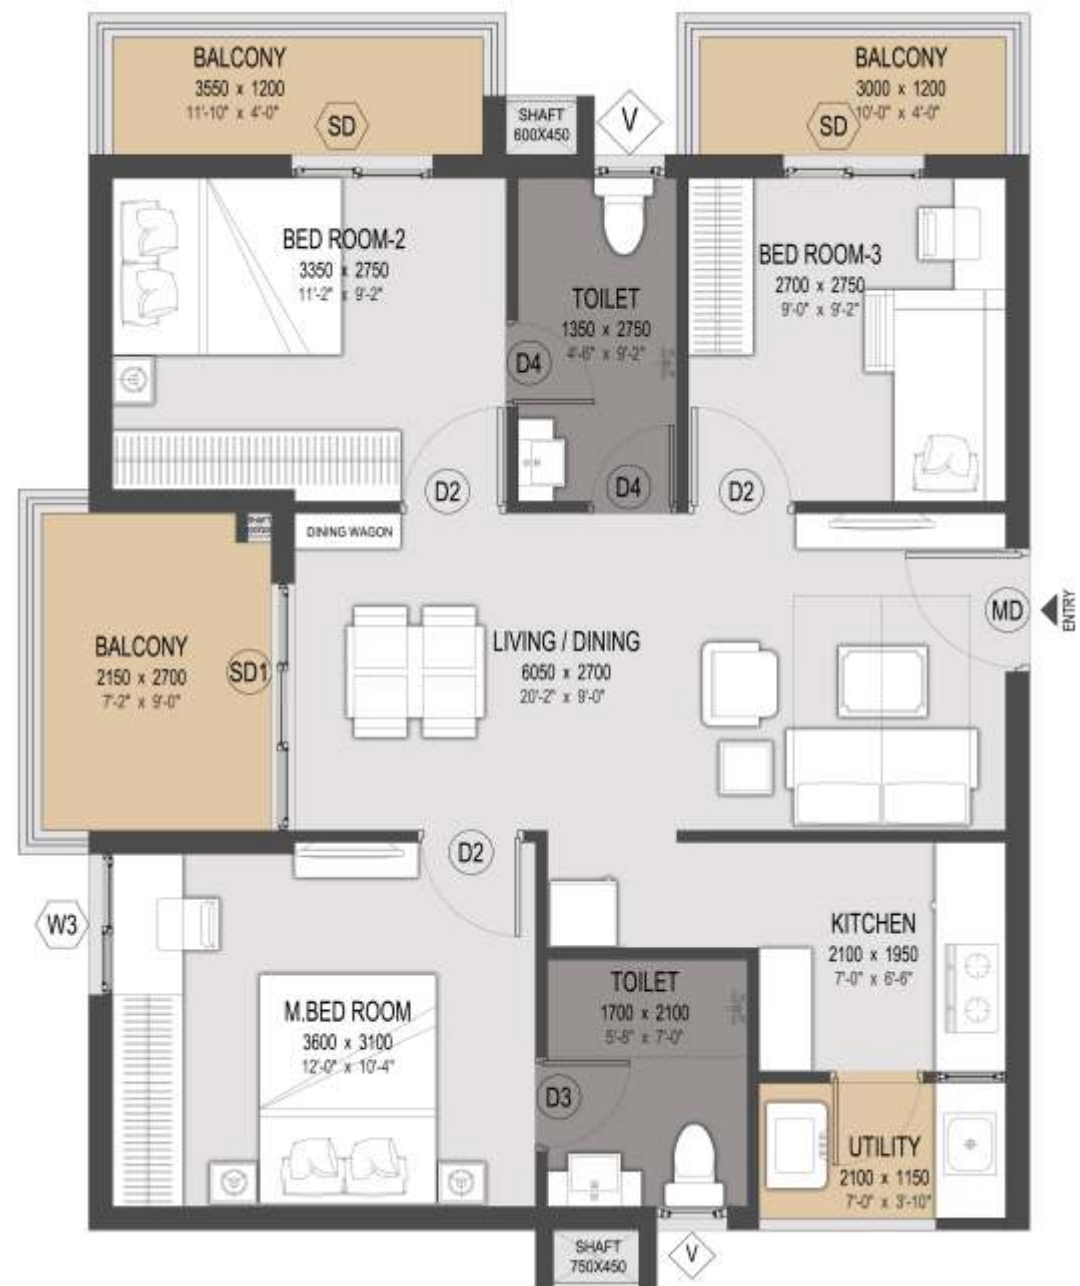 BALCONY
3550 x 1200
11'-10" x 4'-0"
SD
SHAFT
600X450
V
BALCONY
3000 x 1200
10'-0" x 4'-0"
SD
BED ROOM-2
3350 x 2750
11'-2" x 9'-2"
TOILET
1350 x 2750
4'-6" x 9'-2"
D4
BED ROOM-3
2700 x 2750
9'-0" x 9'-2"
D2
D4
D2
SHAFT
DINING WAGON
BALCONY
2150 x 2700
7'-2" x 9'-0"
SD1
LIVING / DINING
6050 x 2700
20'-2" x 9'-0"
MD
ENTRY
D2
W3
M.BED ROOM
3600 x 3100
12'-0" x 10'-4"
TOILET
1700 x 2100
5'-8" x 7'-0"
D3
KITCHEN
2100 x 1950
7'-0" x 6'-6"
UTILITY
2100 x 1150
7'-0" x 3'-10"
SHAFT
750X450
V